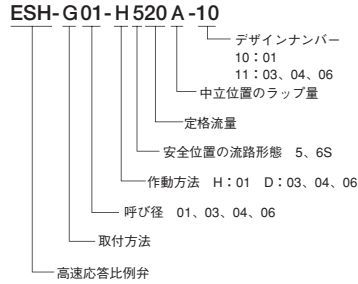 ESH-G01-H520A-10
デザインナンバー
10：01
11：03、04、06
中立位置のラップ量
定格流量
安全位置の流路形態 5、6S
作動方法 H：01 D：03、04、06
呼び径 01、03、04、06
取付方法
高速応答比例弁